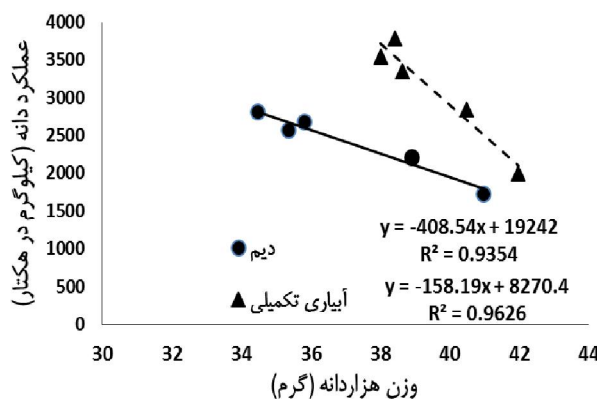 عملکرد دانه (کیلوگرم در هکتار)
4000
3500
3000
2500
2000
1500
1000
500
0
y = -408.54x + 19242
R² = 0.9354
دیم
y = -158.19x + 8270.4
R² = 0.9626
آبیاری تکمیلی
30 32 34 36 38 40 42 44
وزن هزاردانه (گرم)